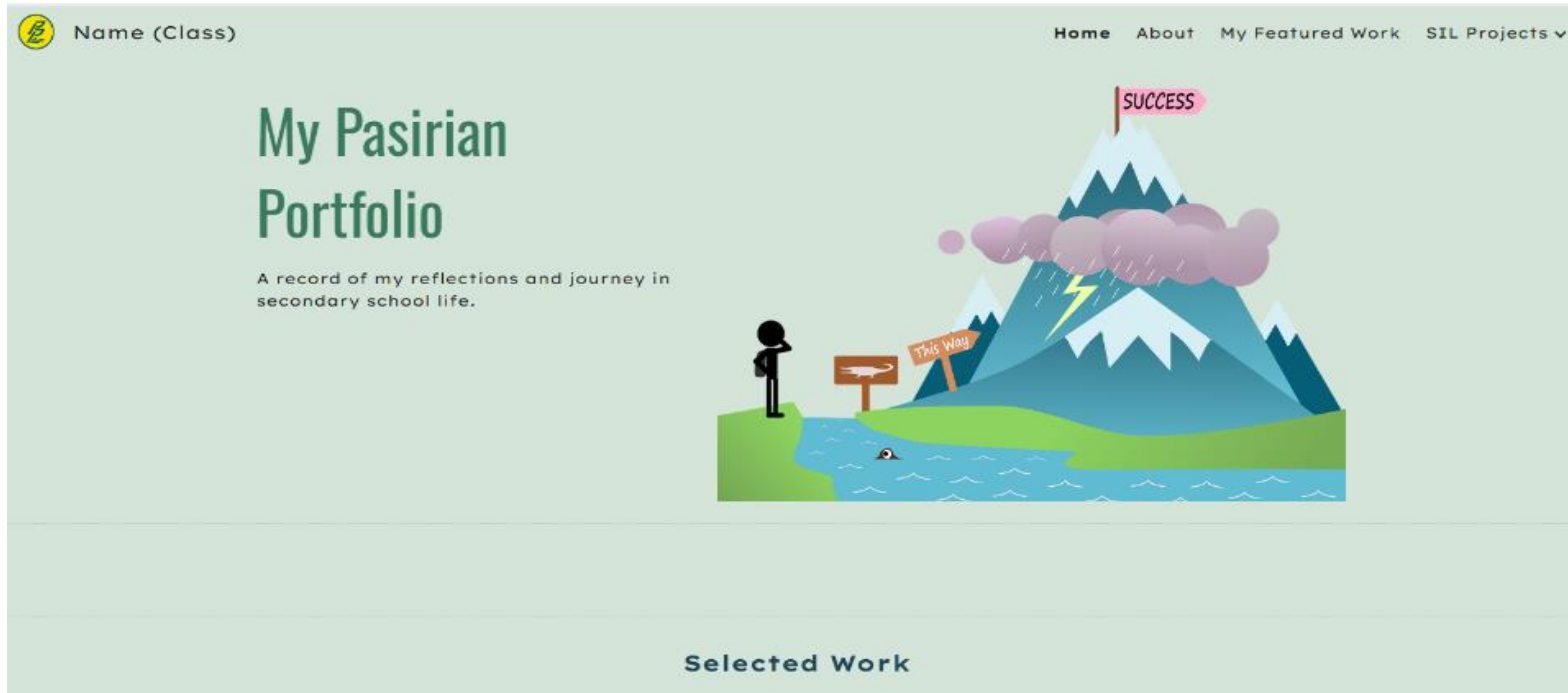 Name (Class)
Home About My Featured Work SIL Projects
My Pasirian
Portfolio
A record of my reflections and journey in
secondary school life.
SUCCESS
This Way
Selected Work